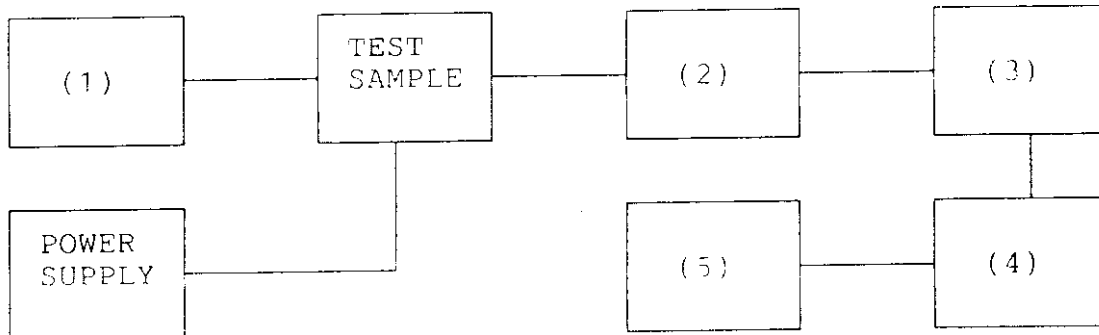 (1)
TEST
SAMPLE
(2)
(3)
POWER
SUPPLY
(5)
(4)